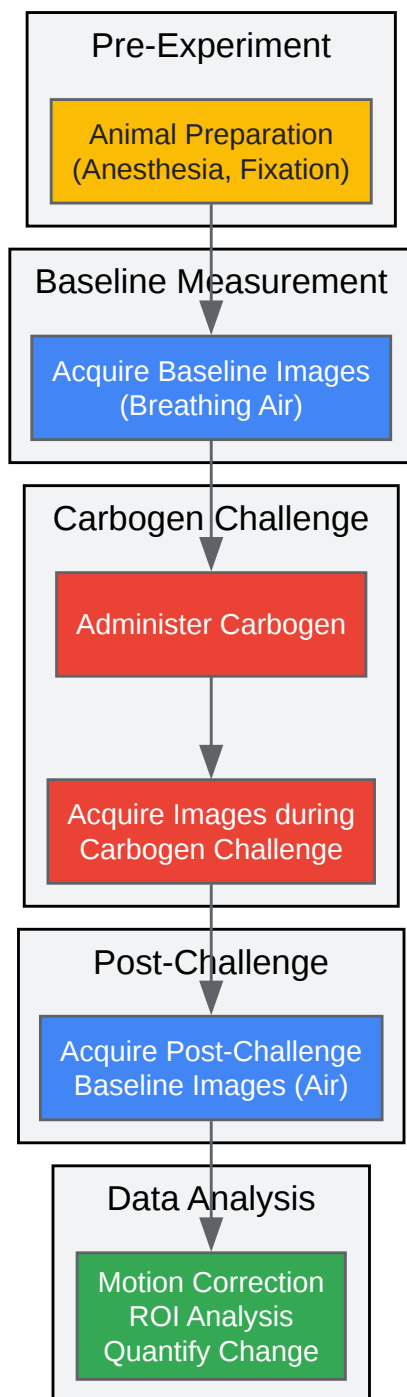 Pre-Experiment
Animal Preparation
(Anesthesia, Fixation)
Baseline Measurement
Acquire Baseline Images
(Breathing Air)
Carbogen Challenge
Administer Carbogen
Acquire Images during
Carbogen Challenge
Post-Challenge
Acquire Post-Challenge
Baseline Images (Air)
Data Analysis
Motion Correction
ROI Analysis
Quantify Change